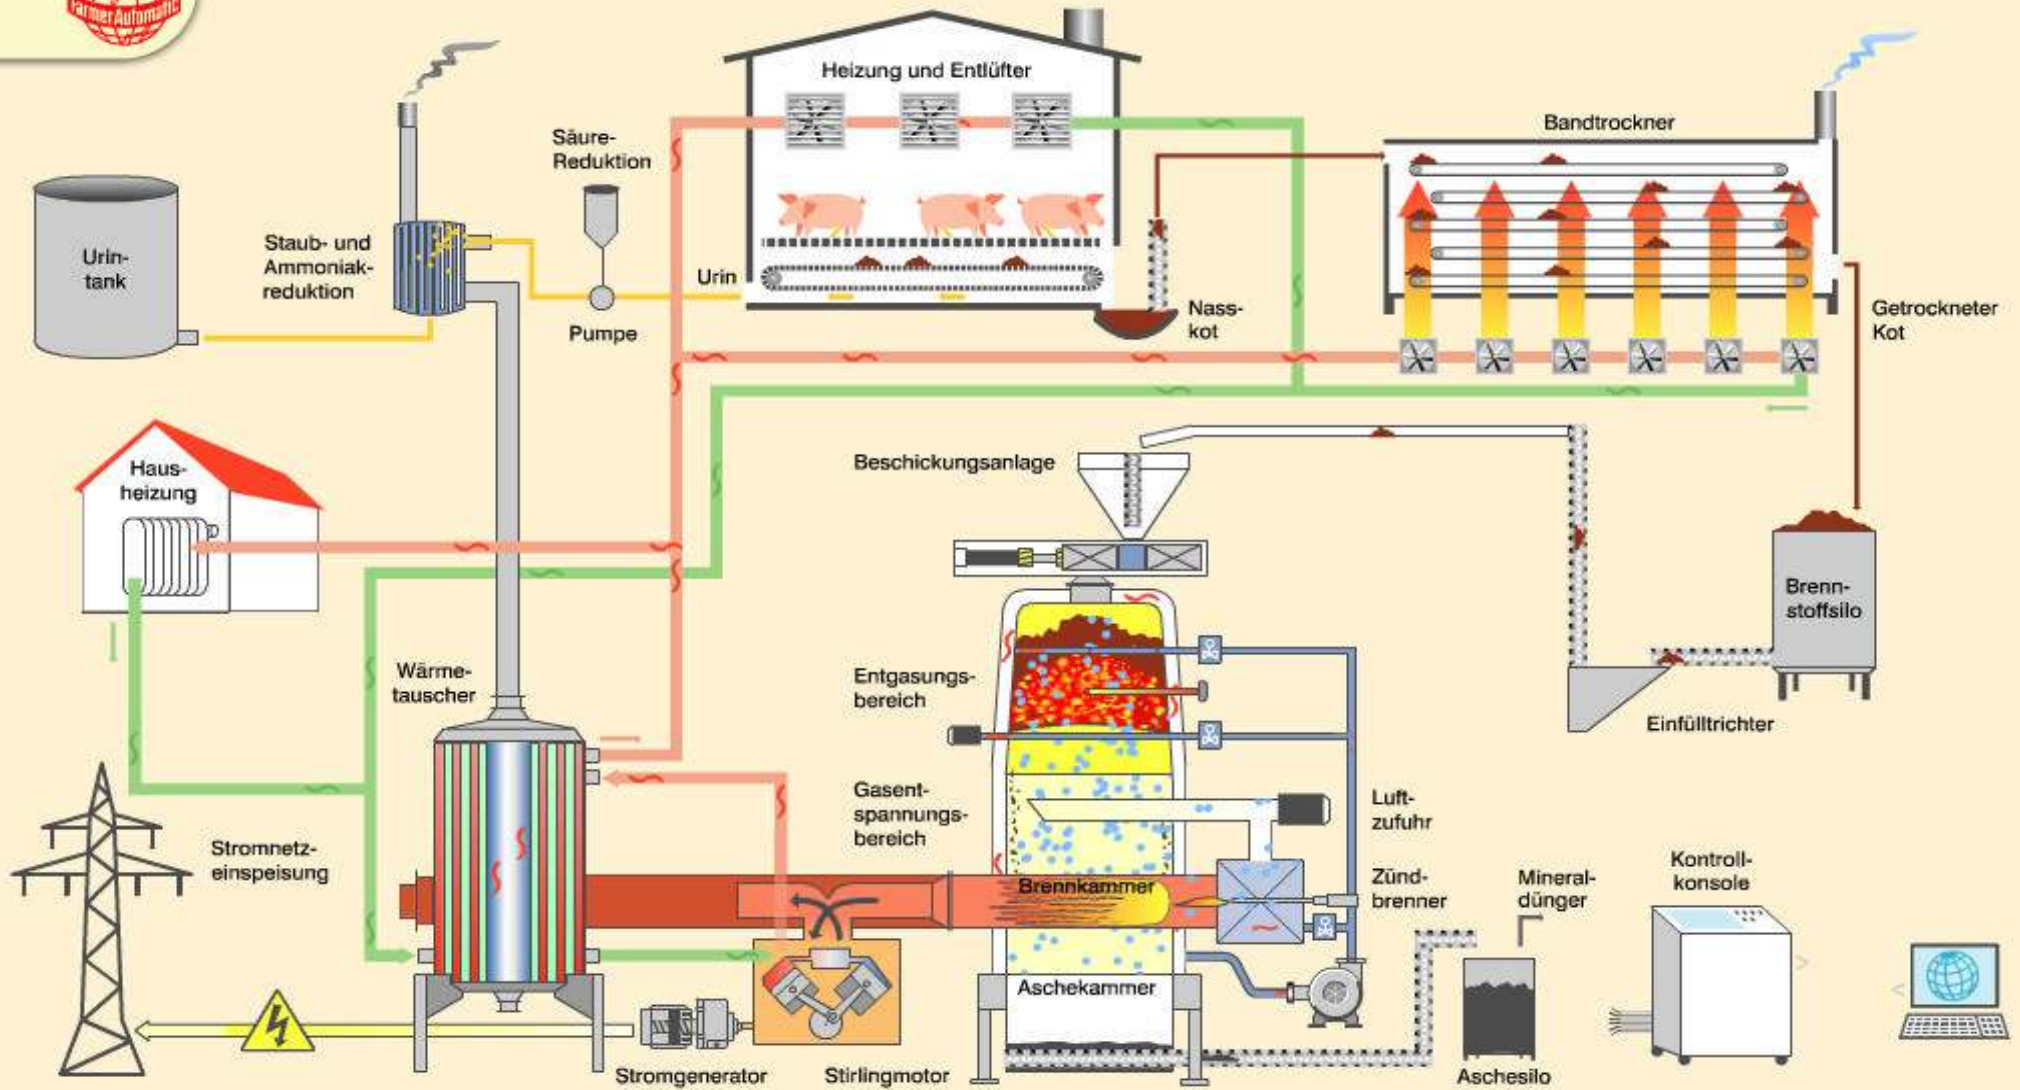 FarmerAutomatic
Heizung und Entlüfter
Bandtrockner
Säure-
Reduktion
Urin-
tank
Staub- und
Ammoniak-
reduktion
Urin
Pumpe
Nass-
kot
Getrockneter
Kot
Haus-
heizung
Beschickungsanlage
Brenn-
stoffsilo
Wärme-
tauscher
Entgasungs-
bereich
Einfülltrichter
Gasent-
spannungs-
bereich
Luft-
zufuhr
Stromnetz-
einspeisung
Brennkammer
Zünd-
brenner
Mineral-
dünger
Kontroll-
konsole
Aschekammer
Stromgenerator
Stirlingmotor
Aschesilo